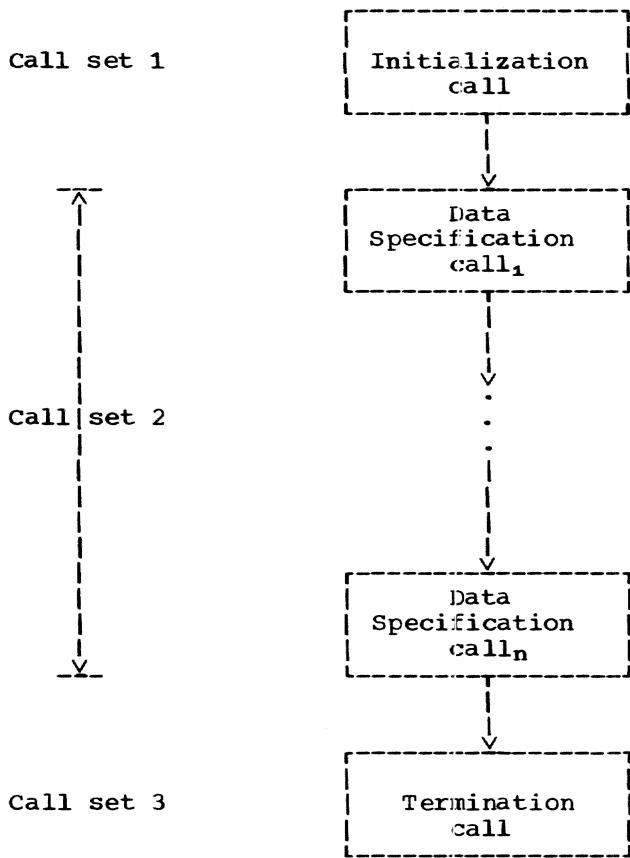 Call set 1
Initialization
call
Data
Specification
call₁
Call set 2
.
.
.
Data
Specification
callₙ
Call set 3
Termination
call